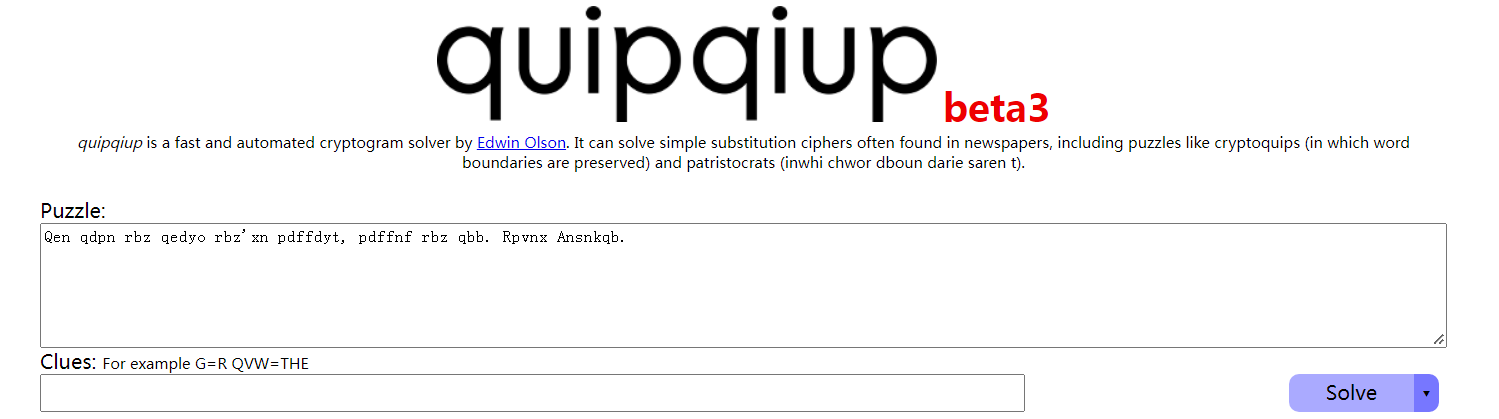 quipqiup beta3
quipqiup is a fast and automated cryptogram solver by Edwin Olson. It can solve simple substitution ciphers often found in newspapers, including puzzles like cryptoquips (in which word
boundaries are preserved) and patristocrats (inwhi chwor dboun darie saren t).
Puzzle:
Qen qdpn rbz qedyo rbz'xn pdffdyt, pdffnf rbz qbb. Rpvnx Ansnkqb.
Clues: For example G=R QVW=THE
Solve